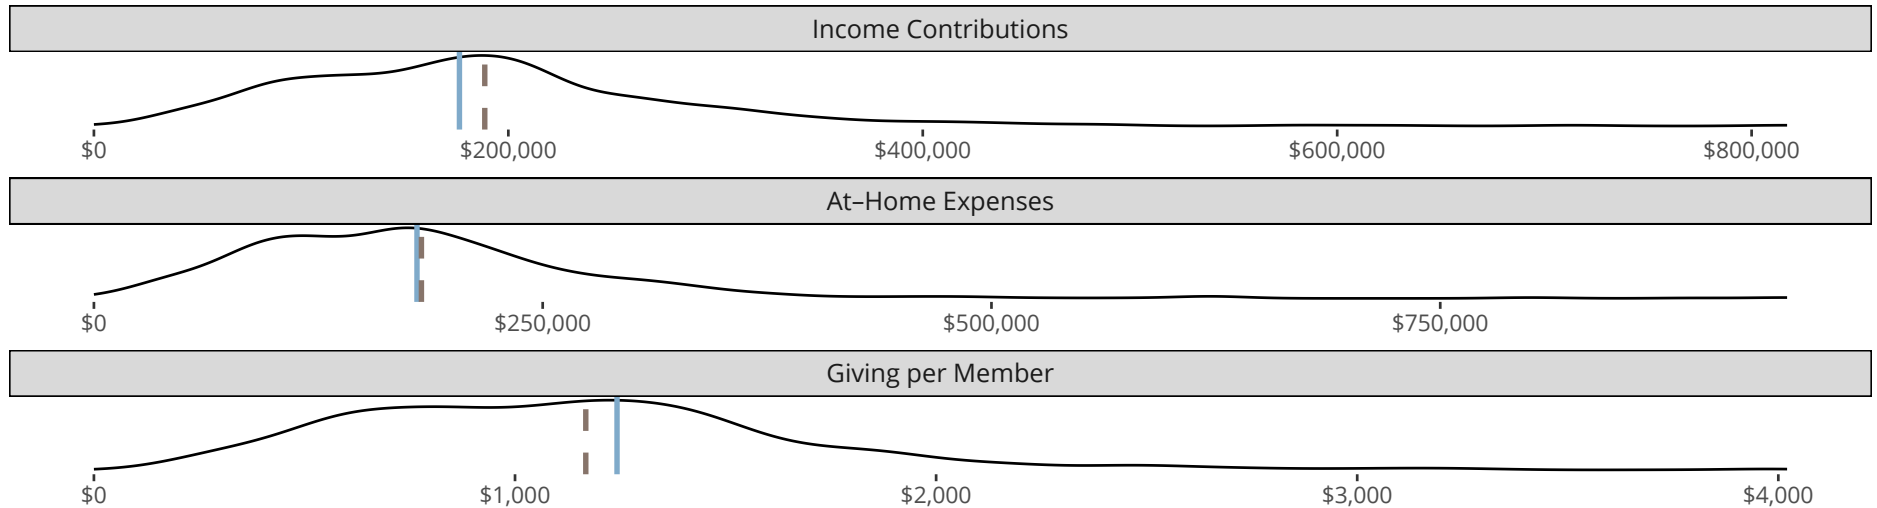 Income Contributions
$0 $200,000 $400,000 $600,000 $800,000
At–Home Expenses
$0 $250,000 $500,000 $750,000
Giving per Member
$0 $1,000 $2,000 $3,000 $4,000